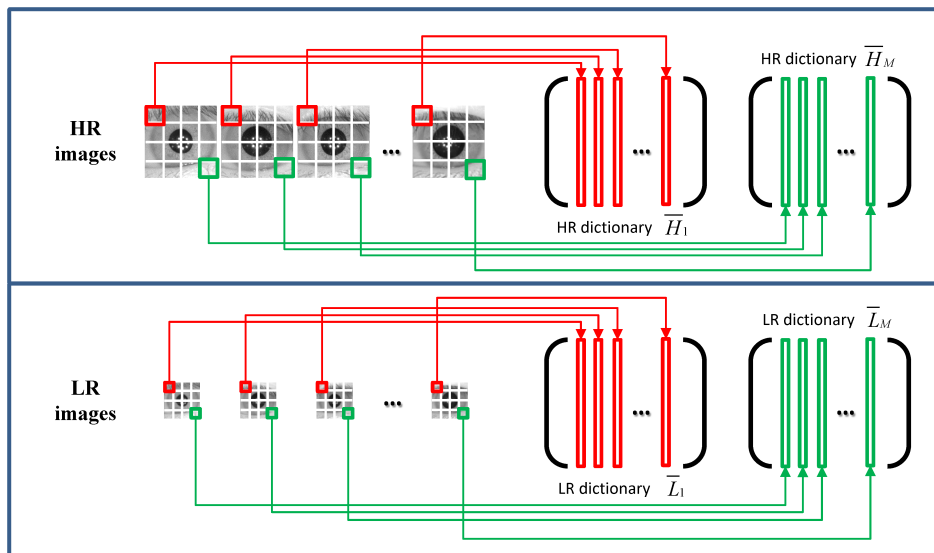 HR dictionary H̅M
HR
images
...
...
...
HR dictionary H̅1
LR dictionary L̅M
LR
images
...
...
...
LR dictionary L̅1